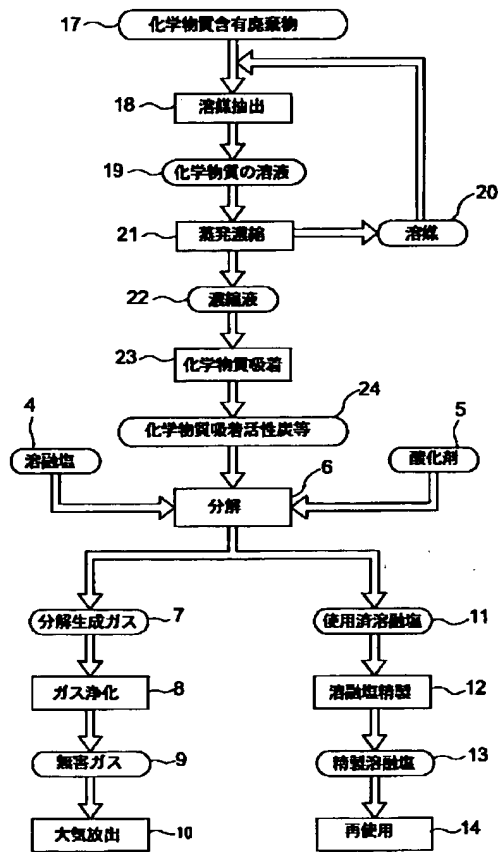 17 化学物質含有廃棄物
18 溶媒抽出
19 化学物質の溶液
20
21 蒸発濃縮 溶媒
22 濃縮液
23 化学物質吸着
24
化学物質吸着活性炭等
4 5
溶融塩 酸化剤
6
分解
分解生成ガス 7 使用済溶融塩 11
ガス浄化 8 溶融塩精製 12
無害ガス 9 精製溶融塩 13
大気放出 10 再使用 14